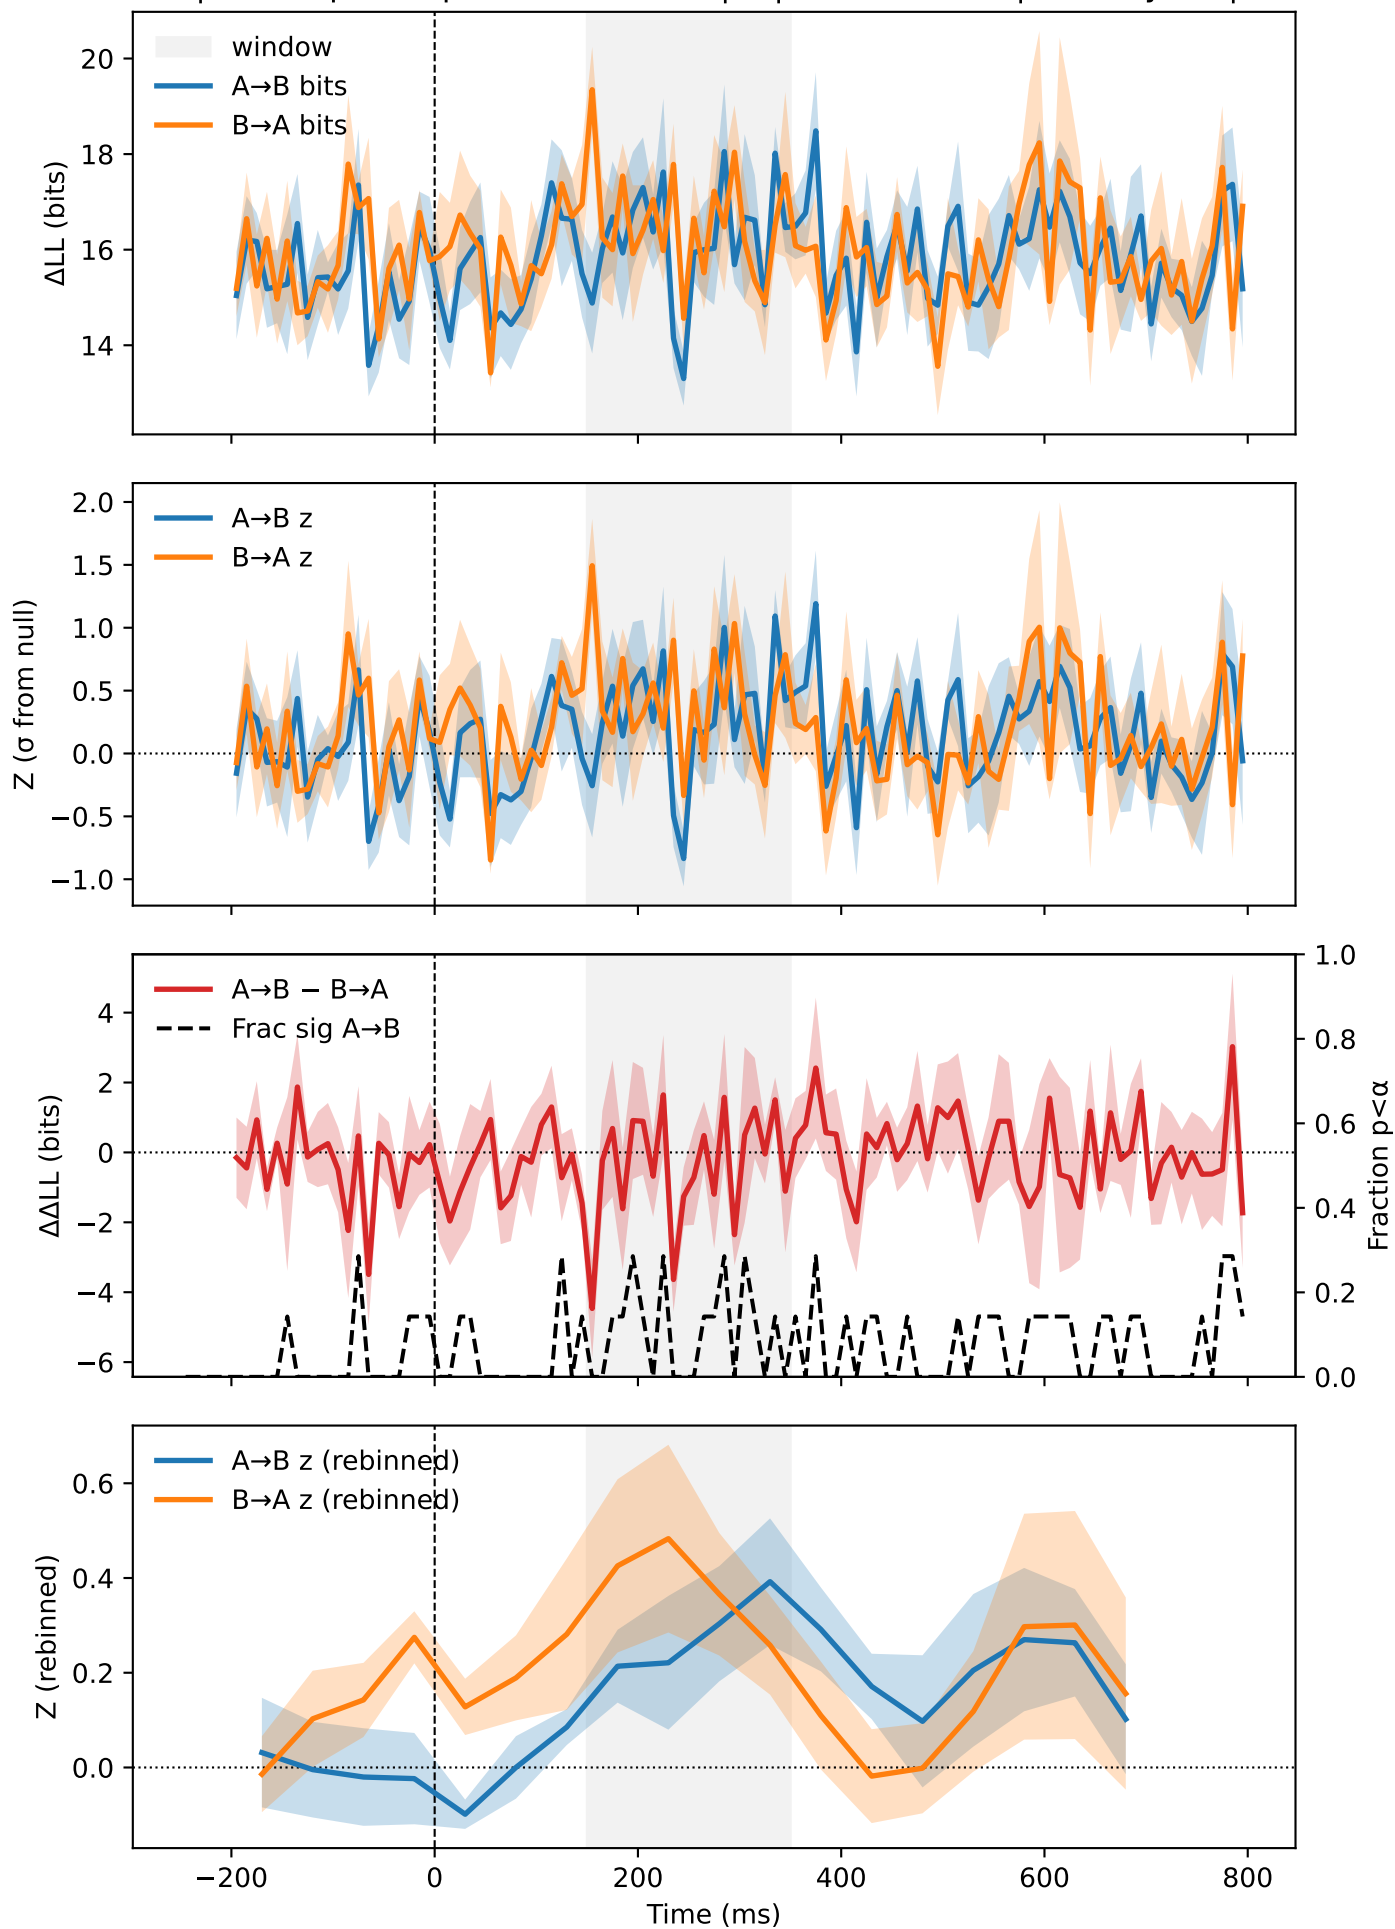 window
A→B bits
B→A bits
ΔLL (bits)
20
18
16
14
A→B z
B→A z
Z (σ from null)
2.0
1.5
1.0
0.5
0.0
−0.5
−1.0
A→B − B→A
Frac sig A→B
ΔΔLL (bits)
4
2
0
−2
−4
−6
1.0
0.8
0.6
0.4
0.2
0.0
Fraction p<α
A→B z (rebinned)
B→A z (rebinned)
Z (rebinned)
0.6
0.4
0.2
0.0
−200 0 200 400 600 800
Time (ms)